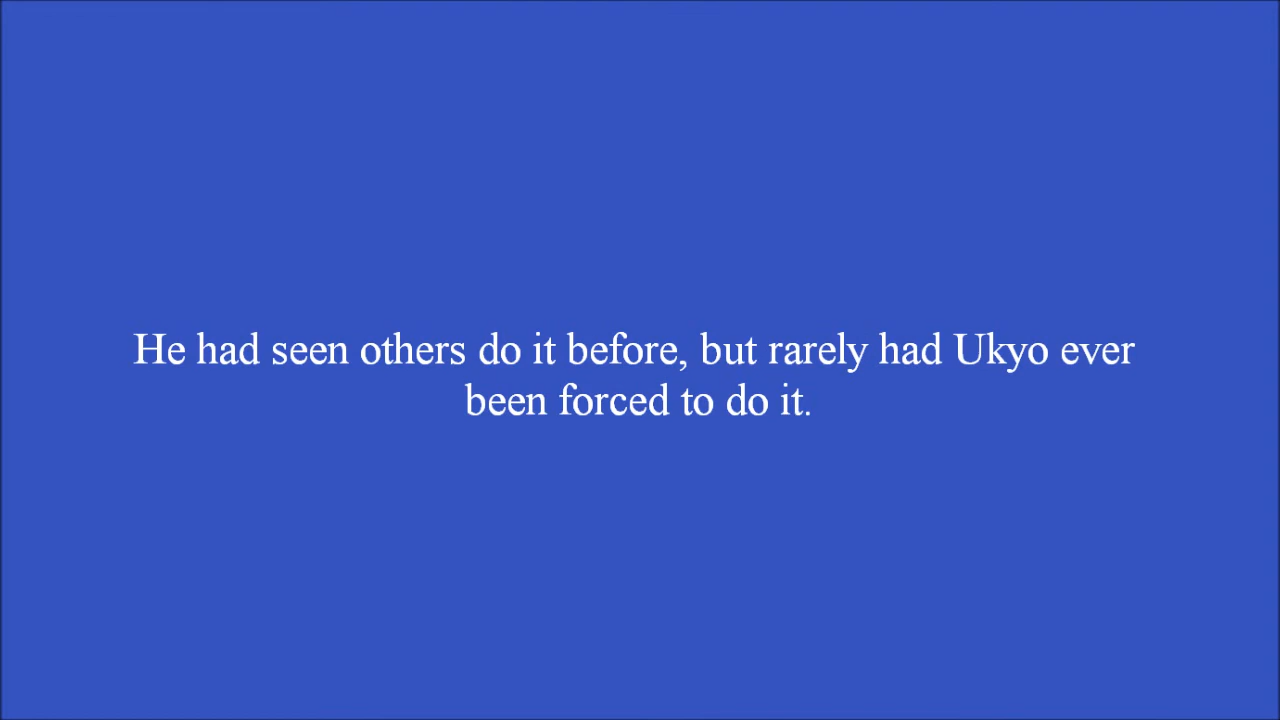 He had seen others do it before, but rarely had Ukyo ever
been forced to do it.